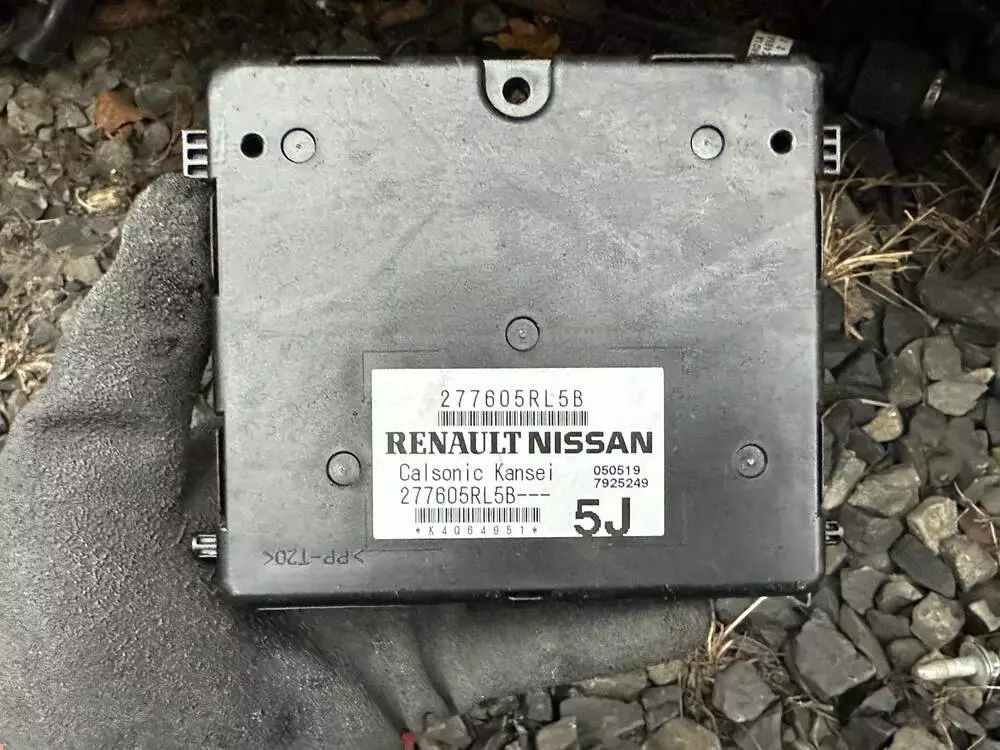 277605RL5B
RENAULT NISSAN
Calsonic Kansei 050519
277605RL5B--- 7925249
*K4Q64951* 5J
>PP-T20<